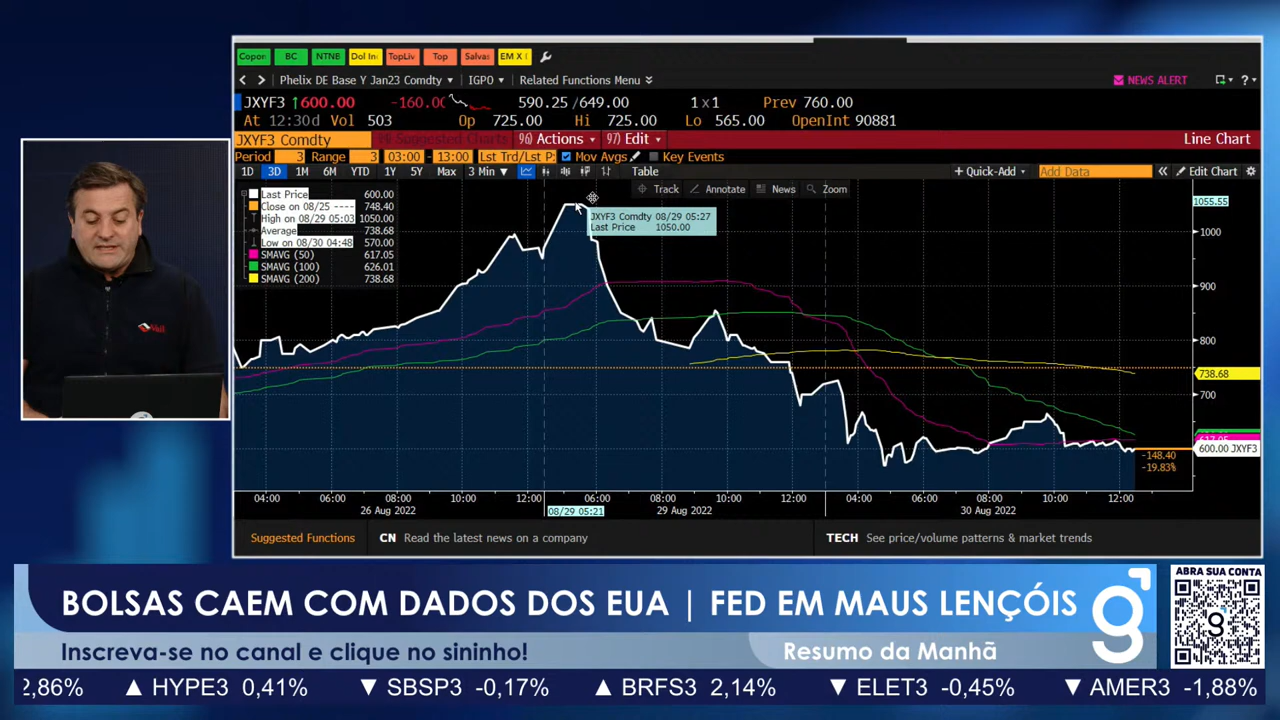 Copon BC NTNB Dol In TopLiv Top Salvas EM X
Phelix DE Base Y Jan23 Comdty IGPO Related Functions Menu
NEWS ALERT
JXYF3 ↑600.00 -160.00 590.25 /649.00 1x1 Prev 760.00
At 12:30d Vol 503 Op 725.00 Hi 725.00 Lo 565.00 OpenInt 90881
JXYF3 Comdty Suggested Charts 96) Actions 97) Edit Line Chart
Period 3 Range 3 03:00 - 13:00 Lst Trd/Lst P Mov Avgs Key Events
1D 3D 1M 6M YTD 1Y 5Y Max 3 Min Table + Quick-Add Add Data « Edit Chart
Track Annotate News Zoom
Last Price 600.00
Close on 08/25 ---- 748.40
High on 08/29 05:03 1050.00
Average 738.68
Low on 08/30 04:48 570.00
SMAVG (50) 617.05
SMAVG (100) 626.01
SMAVG (200) 738.68
JXYF3 Comdty 08/29 05:27
Last Price 1050.00
1055.55
1000
900
800
738.68
700
617.05
600.00 JXYF3
-148.40
-19.83%
04:00 06:00 08:00 10:00 12:00 06:00 08:00 10:00 12:00 04:00 06:00 08:00 10:00 12:00
26 Aug 2022 08/29 05:21 29 Aug 2022 30 Aug 2022
Suggested Functions CN Read the latest news on a company TECH See price/volume patterns & market trends
BOLSAS CAEM COM DADOS DOS EUA | FED EM MAUS LENÇÓIS
ABRA SUA CONTA
Inscreva-se no canal e clique no sininho! Resumo da Manhã
2,86% ▲ HYPE3 0,41% ▼ SBSP3 -0,17% ▲ BRFS3 2,14% ▼ ELET3 -0,45% ▼ AMER3 -1,88%